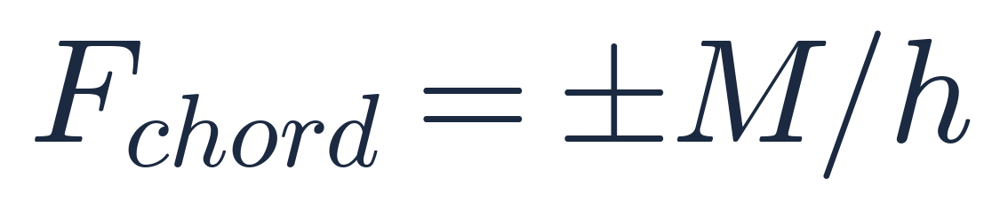 F_{chord} = ±M/h